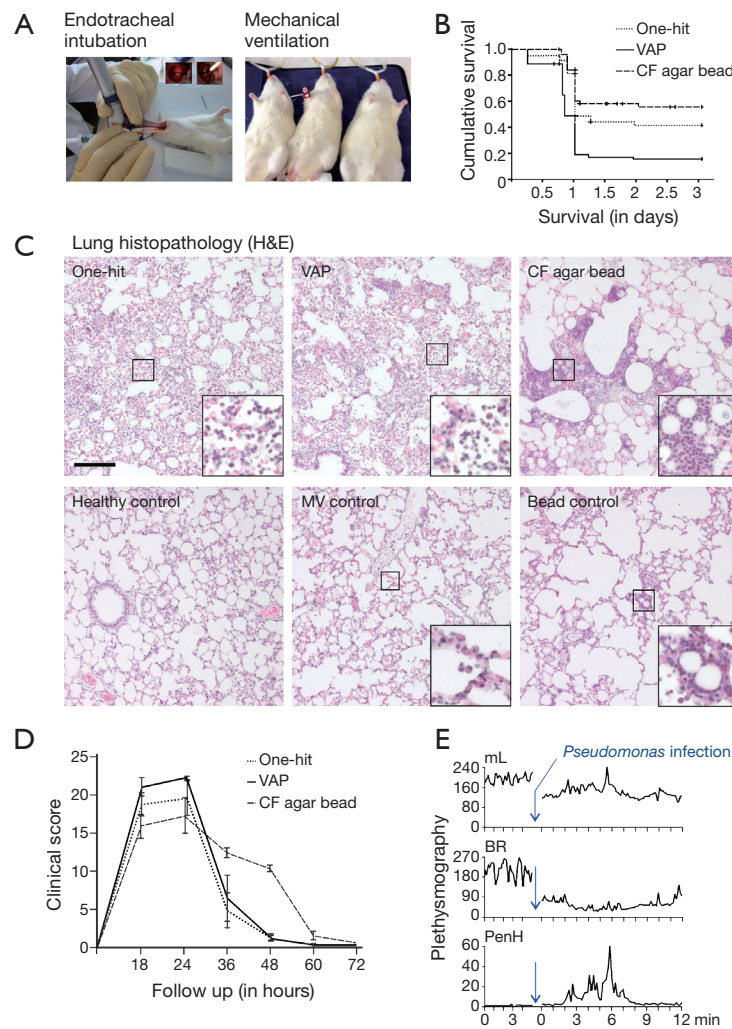 A
Endotracheal
intubation
Mechanical
ventilation
B
One-hit
VAP
CF agar bead
Cumulative survival
1.0
0.8
0.6
0.4
0.2
0.5 1 1.5 2 2.5 3
Survival (in days)
C
Lung histopathology (H&E)
One-hit
VAP
CF agar bead
Healthy control
MV control
Bead control
D
One-hit
VAP
CF agar bead
Clinical score
25
20
15
10
5
0
18 24 36 48 60 72
Follow up (in hours)
E
Pseudomonas infection
Plethysmography
mL
240
160
80
0
BR
270
180
90
0
PenH
60
40
20
0
0 3 0 3 6 9 12 min